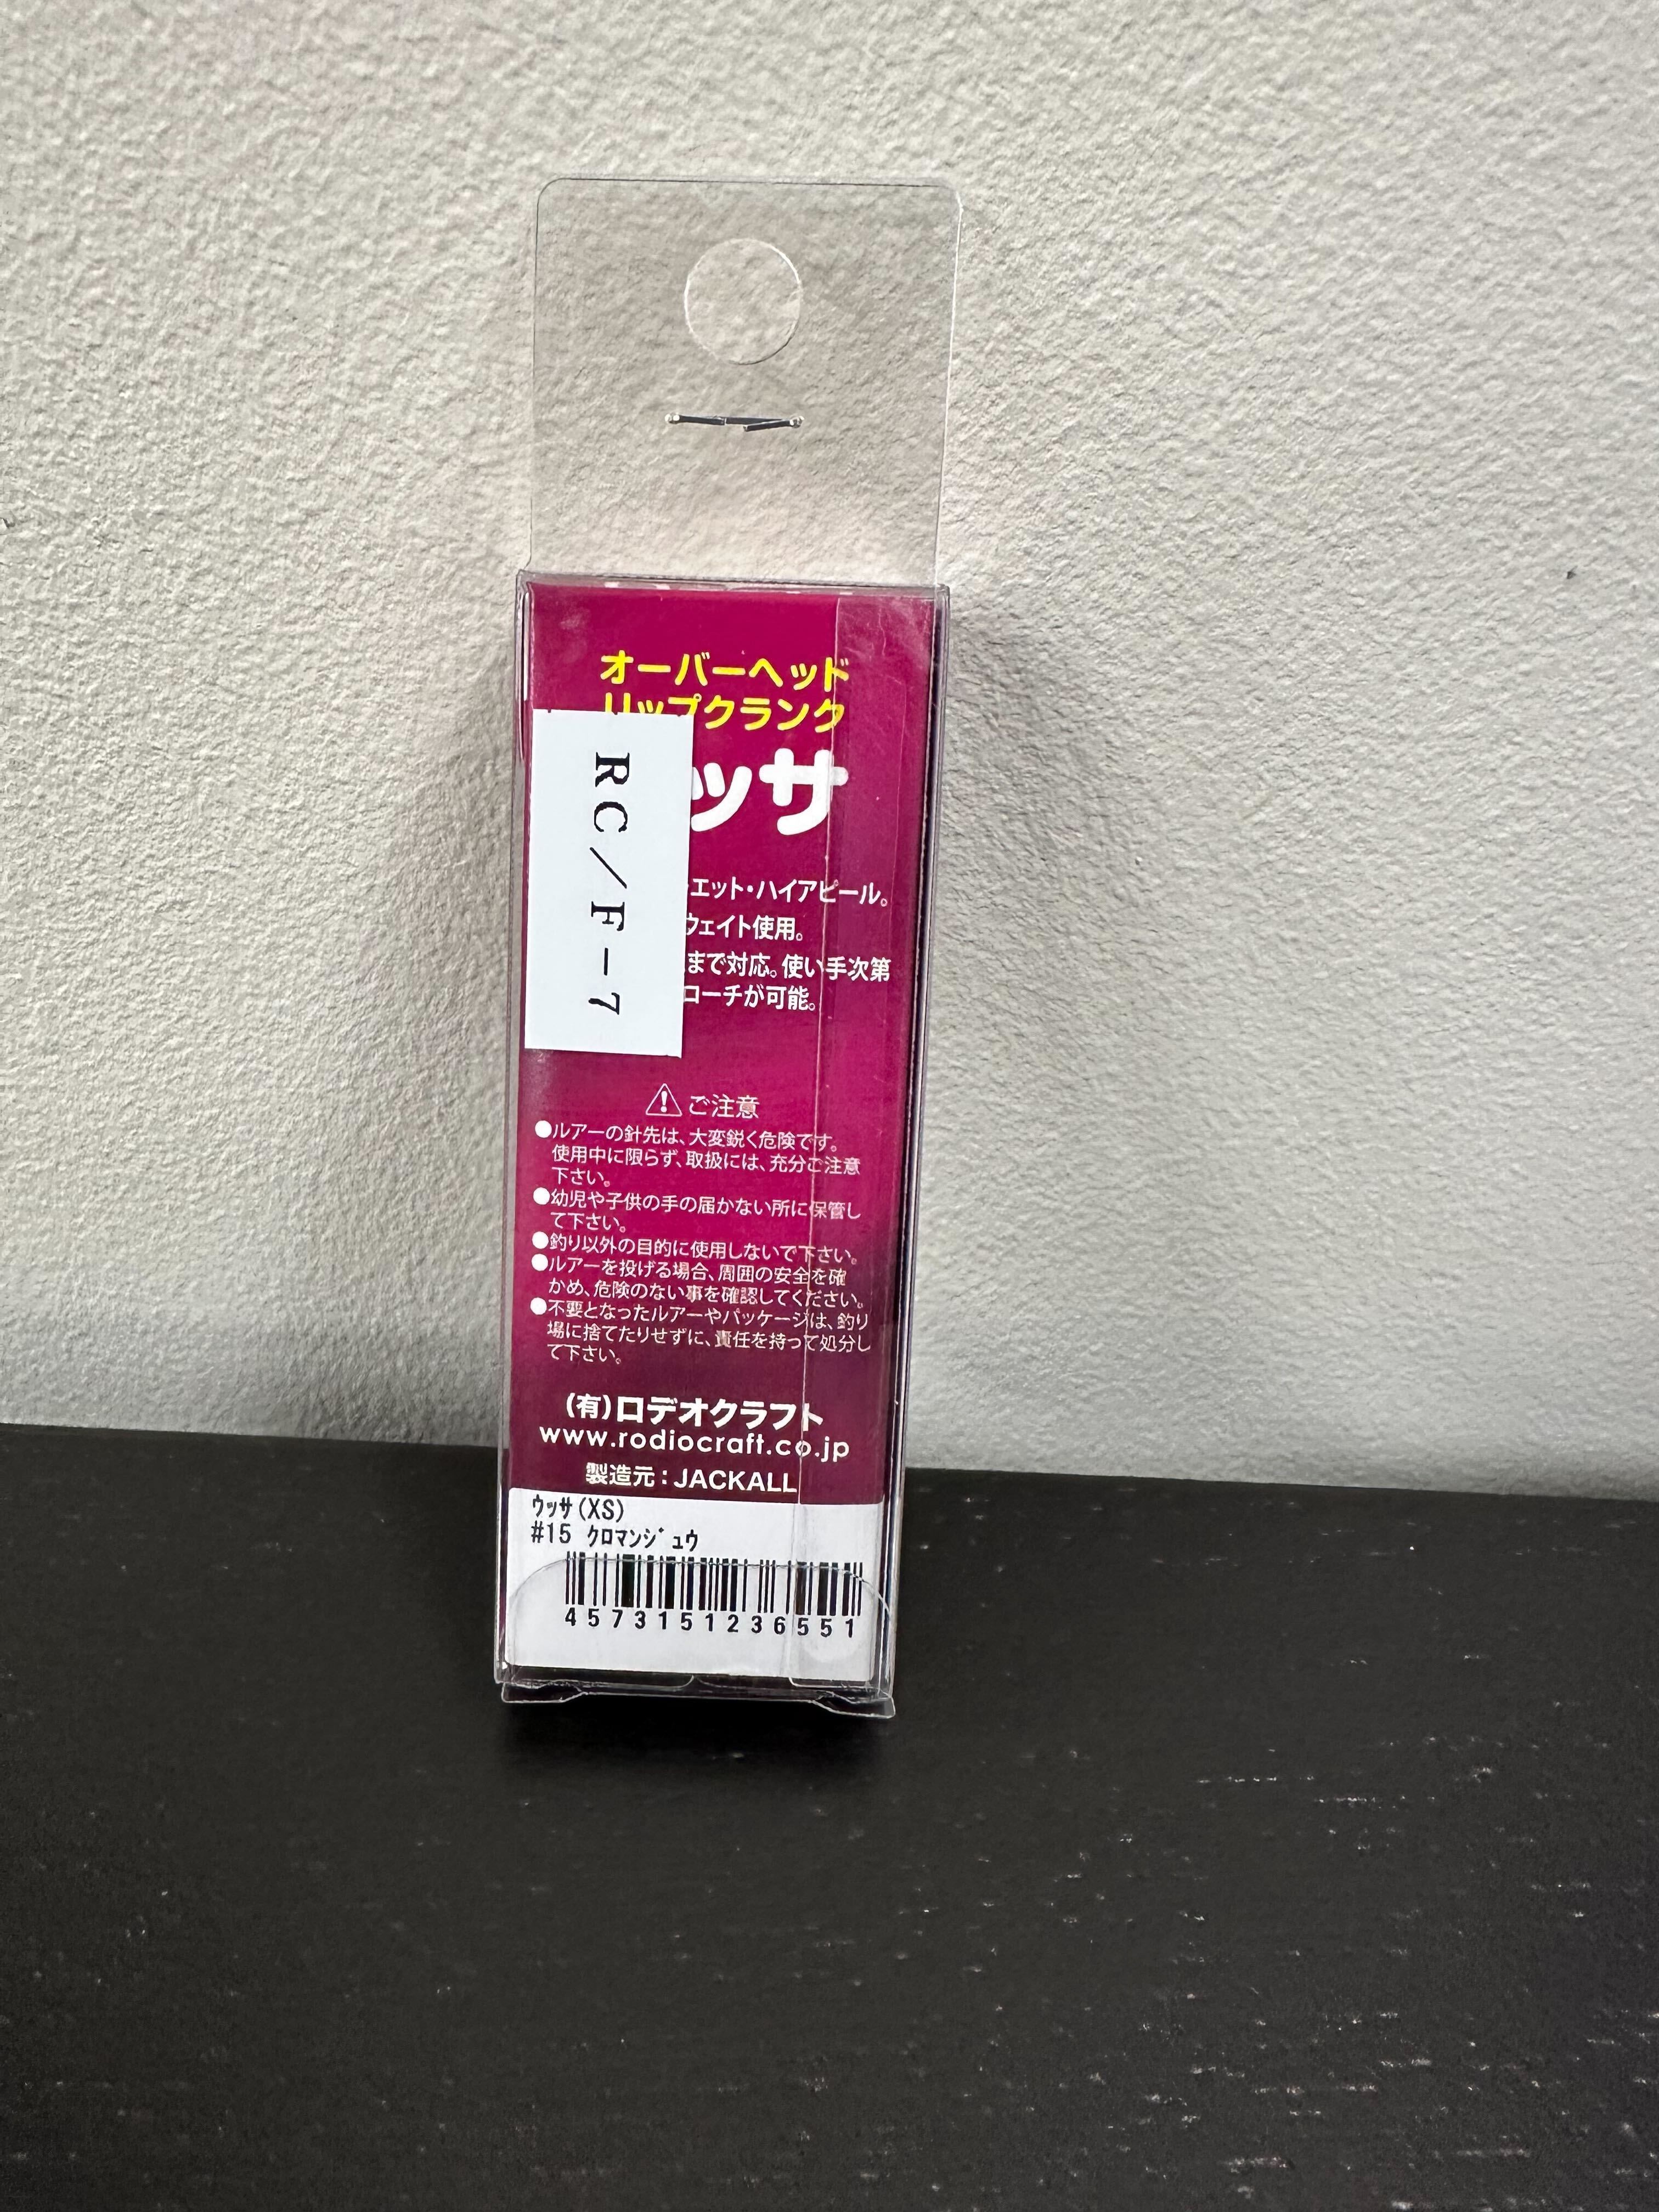 オーバーヘッド
リップクランク
ッサ
RC/F-7
エット・ハイアピール。
ウェイト使用。
まで対応。使い手次第
ローチが可能。
ご注意
●ルアーの針先は、大変鋭く危険です。
使用中に限らず、取扱には、充分ご注意
下さい。
●幼児や子供の手の届かない所に保管し
て下さい。
●釣り以外の目的に使用しないで下さい。
●ルアーを投げる場合、周囲の安全を確
かめ、危険のない事を確認してください。
●不要となったルアーやパッケージは、釣り
場に捨てたりせずに、責任を持って処分し
て下さい。
(有)ロデオクラフト
www.rodiocraft.co.jp
製造元：JACKALL
ウッサ(XS)
#15 クロマンジュウ
4573151236551